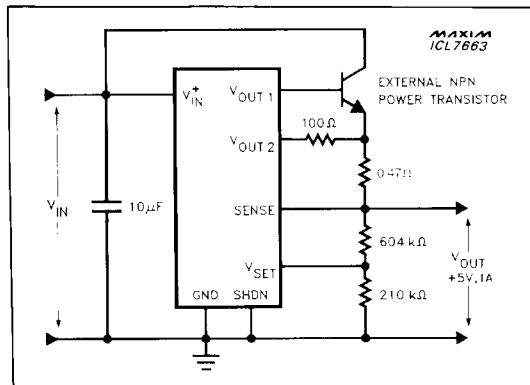 MAXIM
ICL7663
EXTERNAL NPN
POWER TRANSISTOR
V+IN
VOUT 1
100Ω
VOUT 2
0.47Ω
VIN
10μF
SENSE
604 kΩ
VOUT
+5V, 1A
VSET
210 kΩ
GND
SHDN